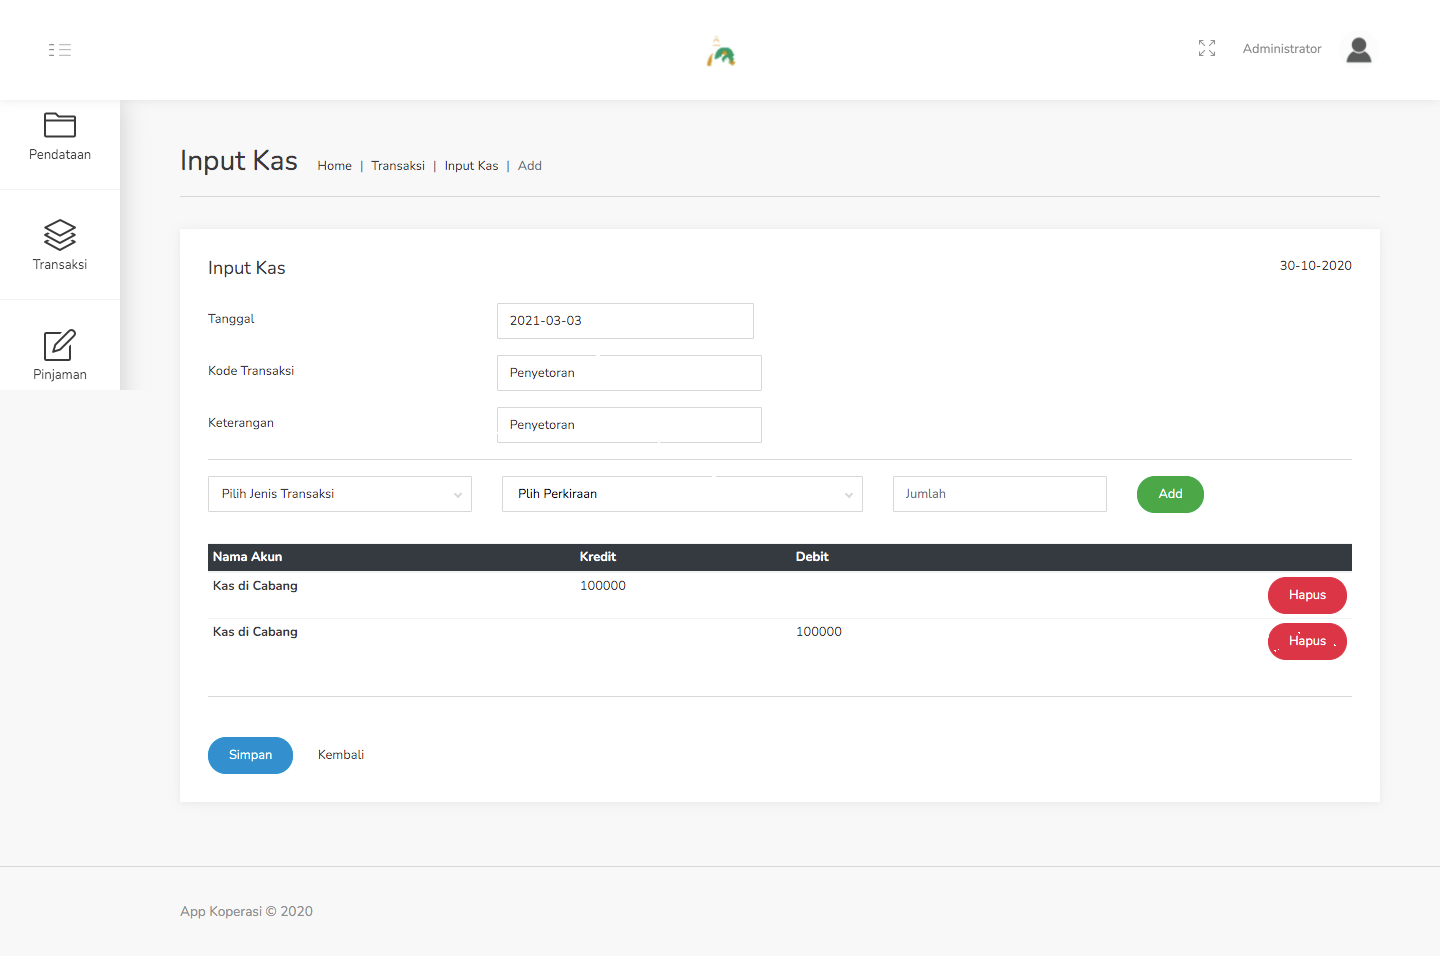 Administrator
Pendataan
Transaksi
Pinjaman
Input Kas Home | Transaksi | Input Kas | Add
Input Kas 30-10-2020
Tanggal 2021-03-03
Kode Transaksi Penyetoran
Keterangan Penyetoran
Pilih Jenis Transaksi Plih Perkiraan Jumlah Add
Nama Akun Kredit Debit
Kas di Cabang 100000 Hapus
Kas di Cabang 100000 Hapus
Simpan Kembali
App Koperasi © 2020